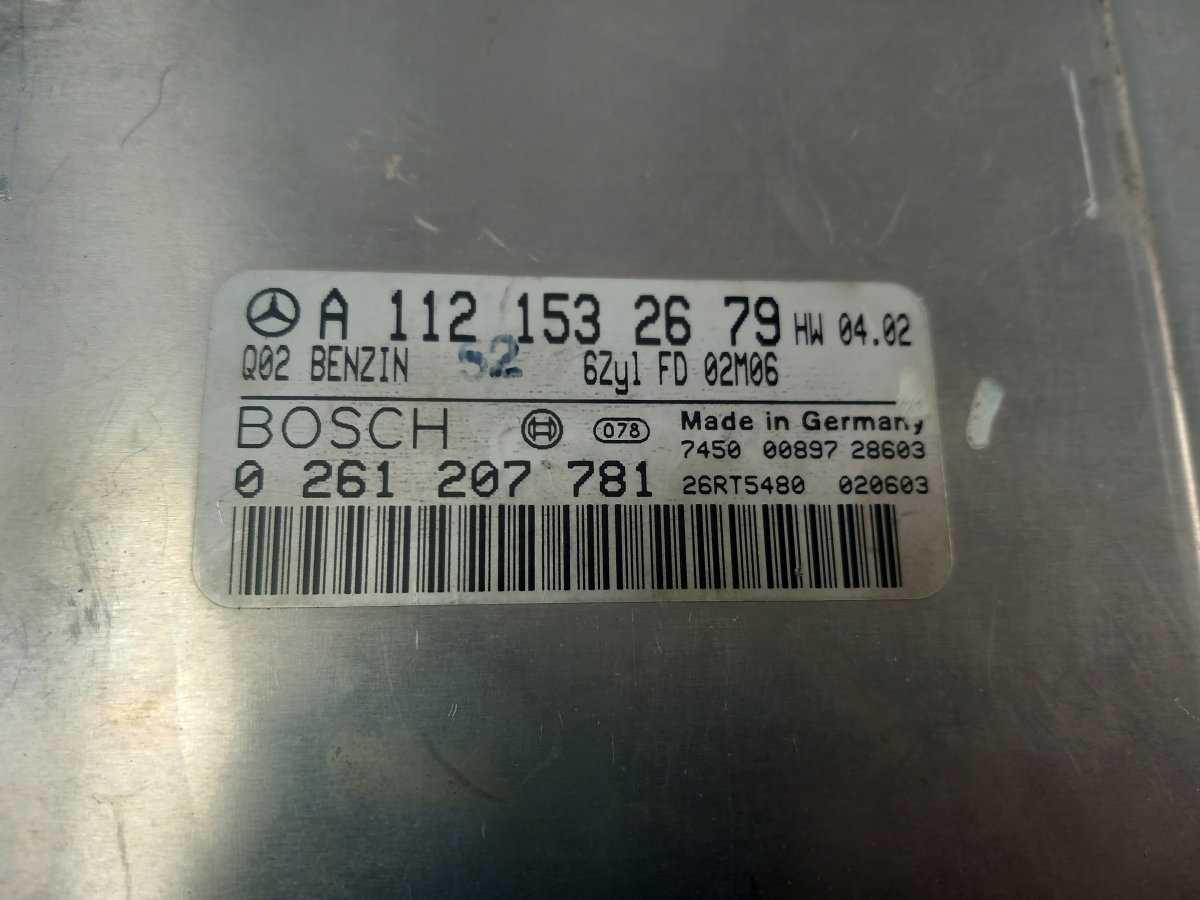 A 112 153 26 79 HW 04.02
Q02 BENZIN S2 6Zyl FD 02M06
BOSCH 078 Made in Germany
7450 00897 28603
0 261 207 781 26RT5480 020603